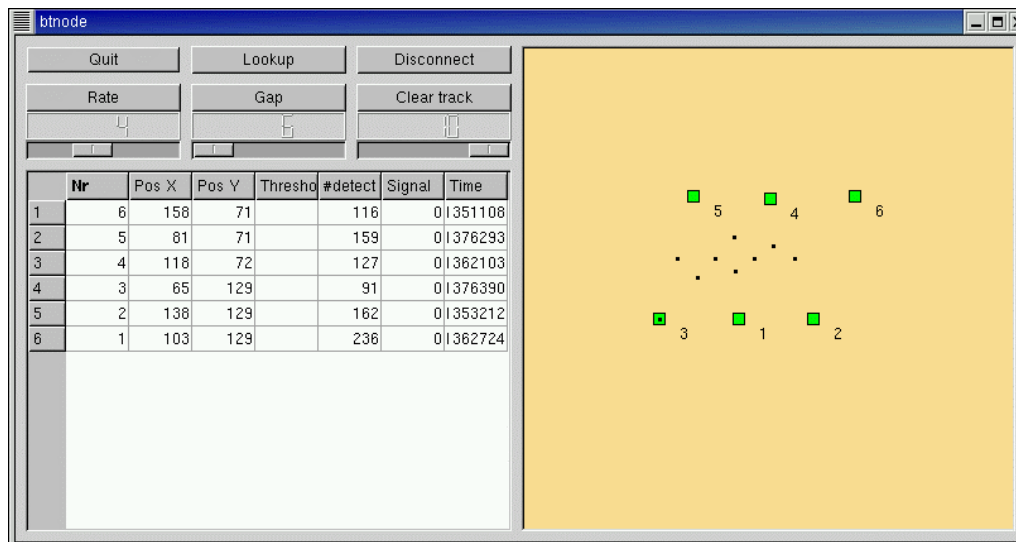 btnode
Quit Lookup Disconnect
Rate Gap Clear track
4 6 10
Nr Pos X Pos Y Thresho #detect Signal Time
1 6 158 71 116 0 1351108
2 5 81 71 159 0 1376293
3 4 118 72 127 0 1362103
4 3 65 129 91 0 1376390
5 2 138 129 162 0 1353212
6 1 103 129 236 0 1362724
5 4 6
3 1 2